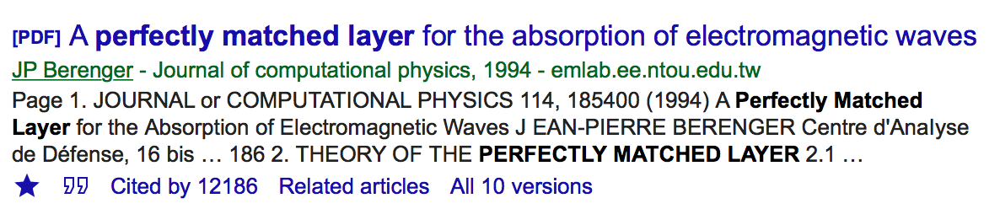 [PDF] A perfectly matched layer for the absorption of electromagnetic waves
JP Berenger - Journal of computational physics, 1994 - emlab.ee.ntou.edu.tw
Page 1. JOURNAL or COMPUTATIONAL PHYSICS 114, 185400 (1994) A Perfectly Matched
Layer for the Absorption of Electromagnetic Waves J EAN-PIERRE BERENGER Centre d'Analyse
de Défense, 16 bis … 186 2. THEORY OF THE PERFECTLY MATCHED LAYER 2.1 …
Cited by 12186 Related articles All 10 versions